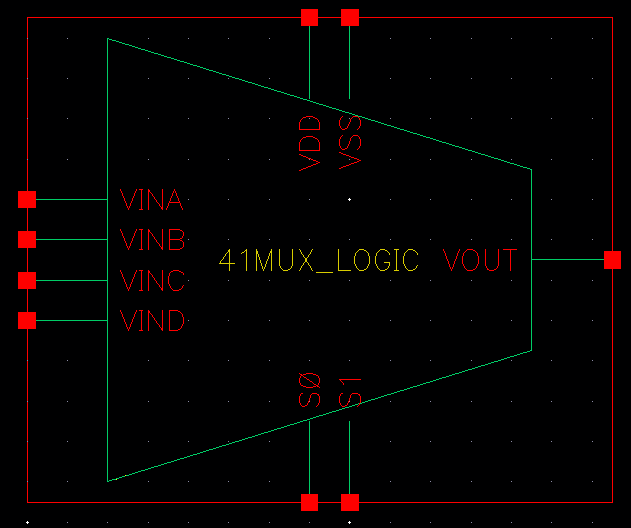 VDD
VSS
VINA
VINB
VINC
VIND
41MUX_LOGIC
VOUT
S0
S1